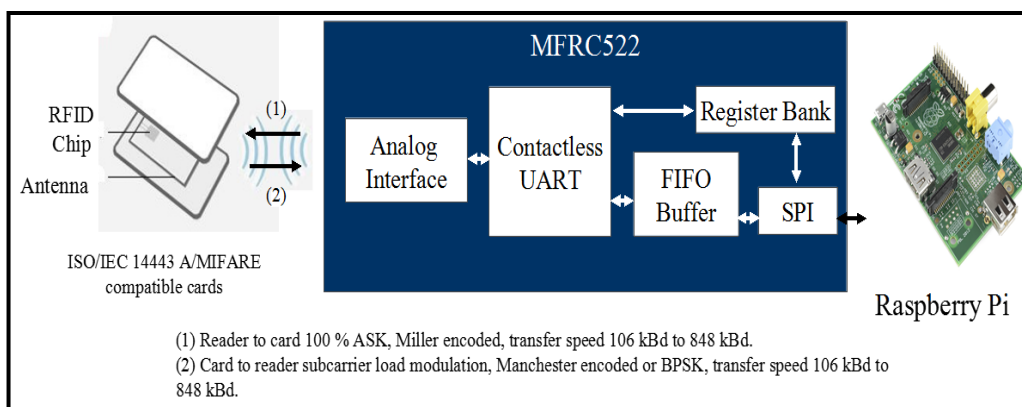 MFRC522
RFID
Chip
Antenna
(1)
(2)
ISO/IEC 14443 A/MIFARE
compatible cards
Analog
Interface
Contactless
UART
Register Bank
FIFO
Buffer
SPI
Raspberry Pi
(1) Reader to card 100 % ASK, Miller encoded, transfer speed 106 kBd to 848 kBd.
(2) Card to reader subcarrier load modulation, Manchester encoded or BPSK, transfer speed 106 kBd to
848 kBd.